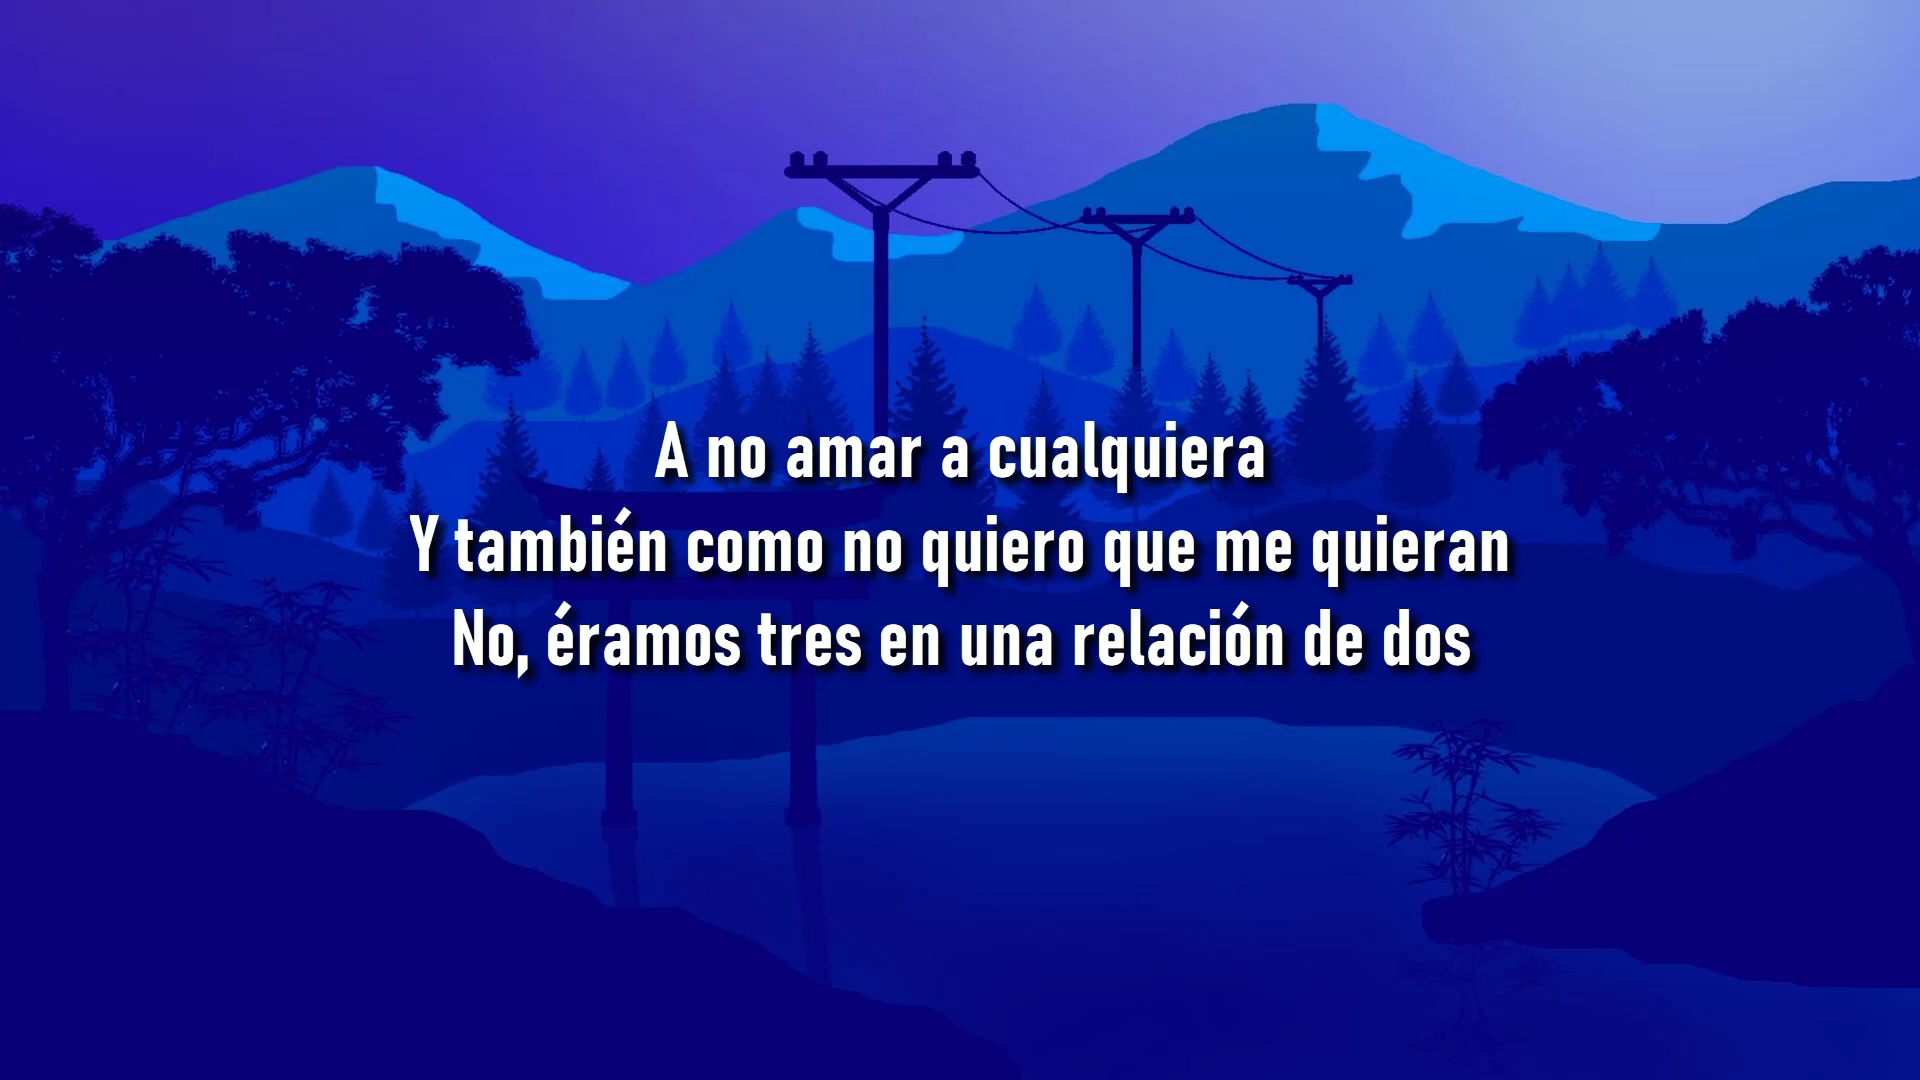 A no amar a cualquiera
Y también como no quiero que me quieran
No, éramos tres en una relación de dos